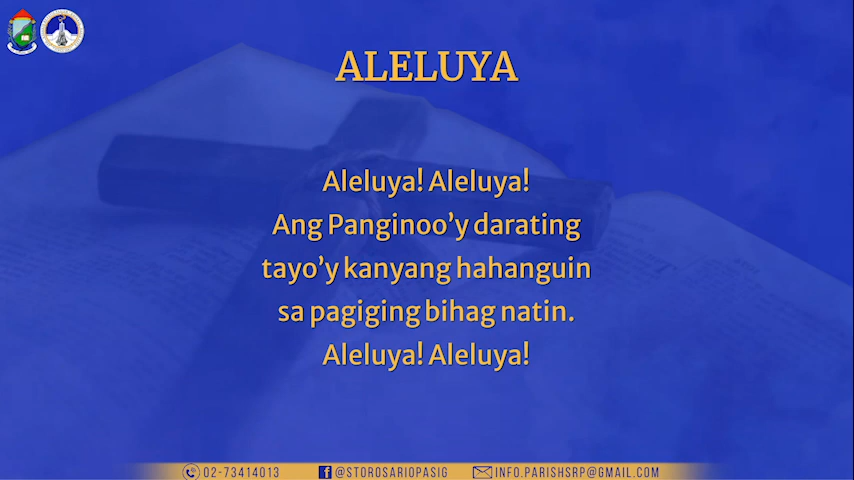 ALELUYA
Aleluya! Aleluya!
Ang Panginoo’y darating
tayo’y kanyang hahanguin
sa pagiging bihag natin.
Aleluya! Aleluya!
02-73414013 @STOROSARIOPASIG INFO.PARISHSRP@GMAIL.COM